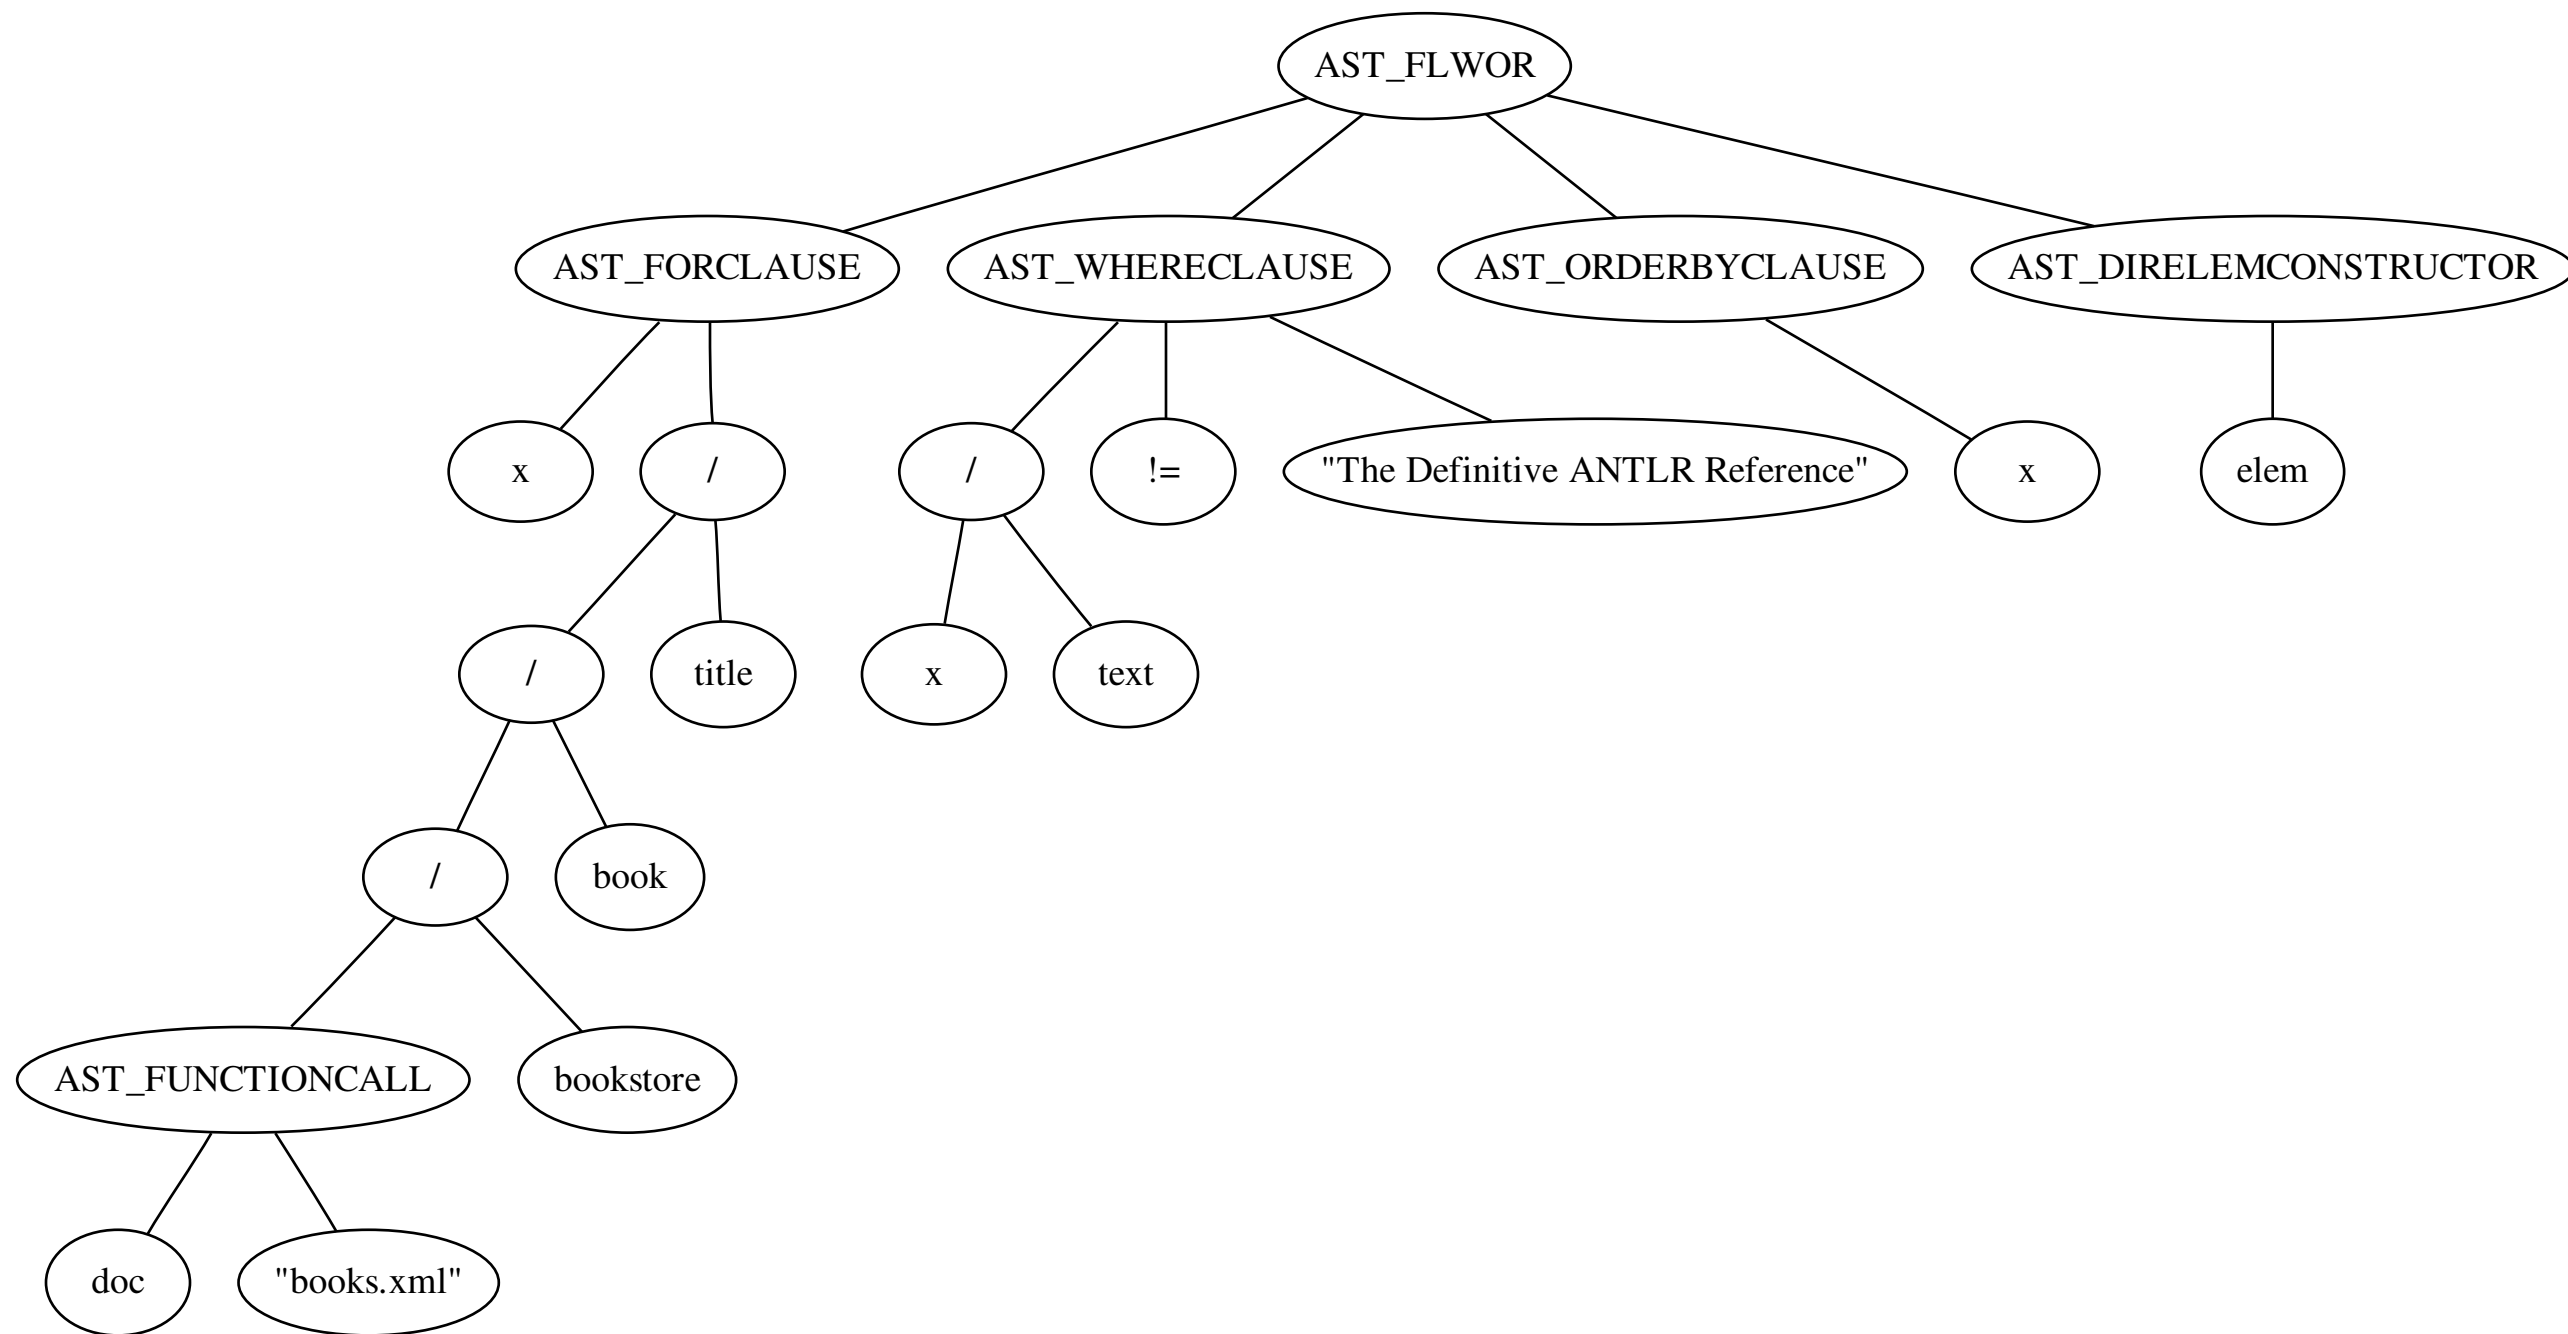 AST_FLWOR
AST_FORCLAUSE
AST_WHERECLAUSE
AST_ORDERBYCLAUSE
AST_DIRELEMCONSTRUCTOR
x
/
/
!=
"The Definitive ANTLR Reference"
x
elem
/
title
x
text
/
book
AST_FUNCTIONCALL
bookstore
doc
"books.xml"